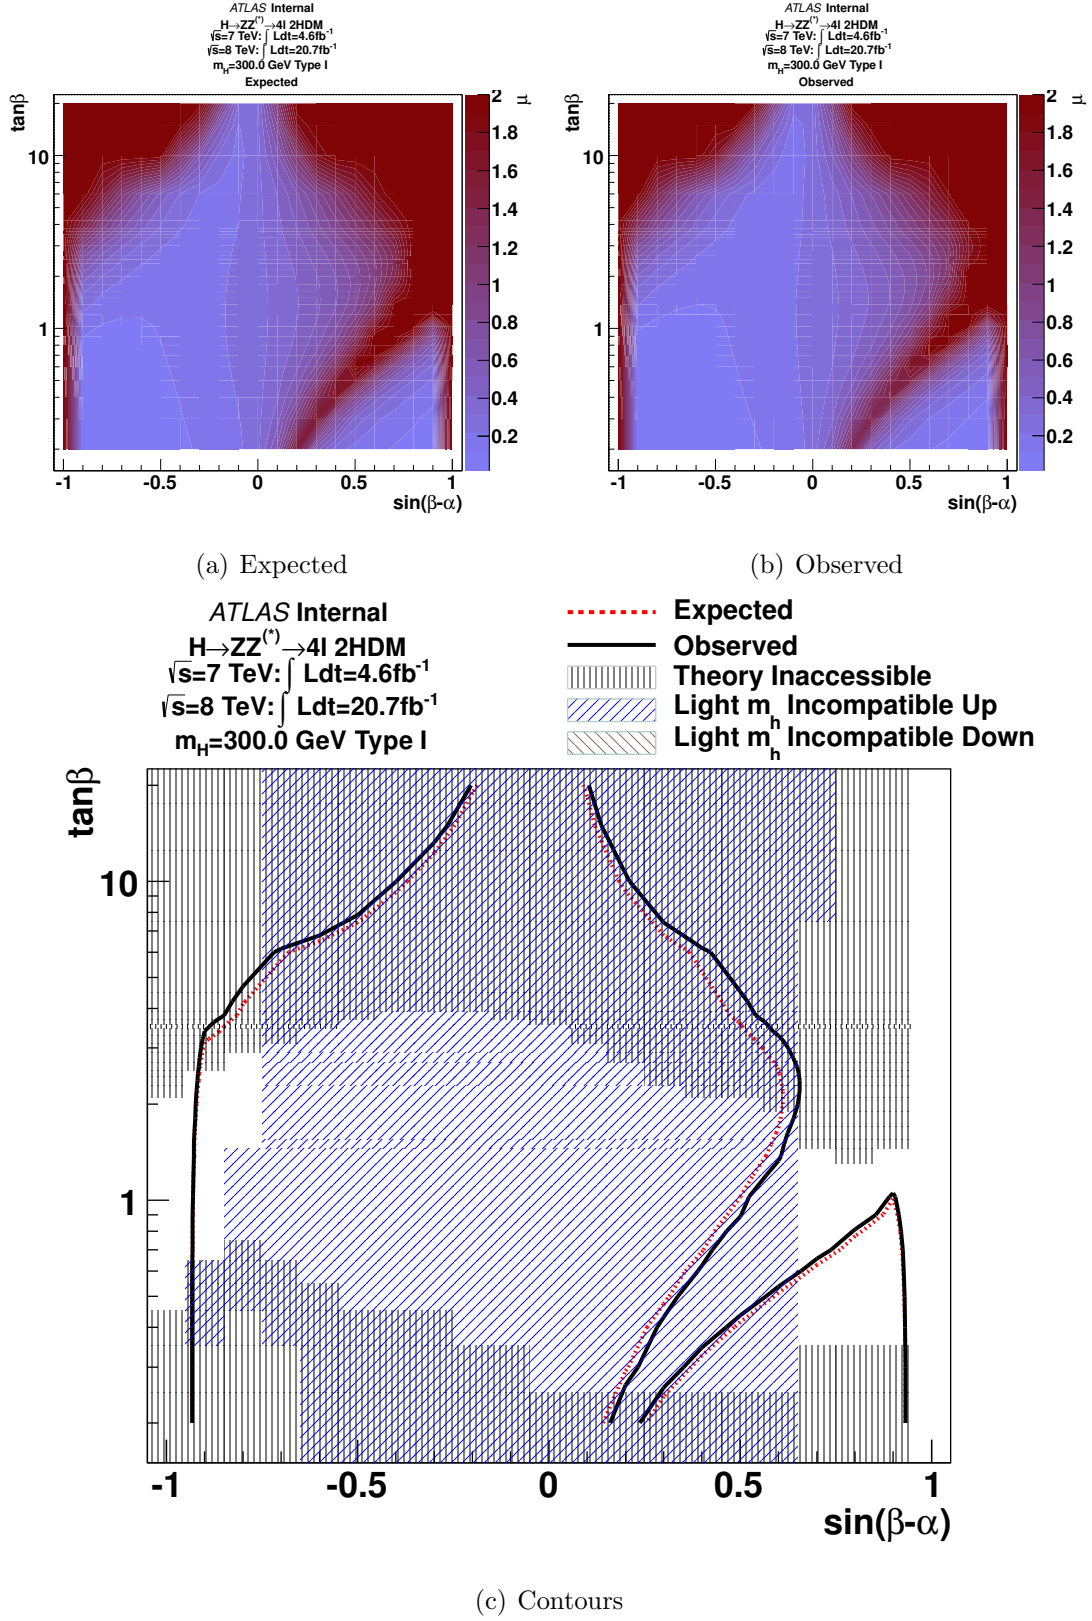 ATLAS Internal
H→ZZ(*)→4l 2HDM
√s=7 TeV:∫ Ldt=4.6fb-1
√s=8 TeV:∫ Ldt=20.7fb-1
mH=300.0 GeV Type I
Expected
tanβ
10
1
-1 -0.5 0 0.5 1
sin(β-α)
2
1.8
1.6
1.4
1.2
1
0.8
0.6
0.4
0.2
μ
(a) Expected
ATLAS Internal
H→ZZ(*)→4l 2HDM
√s=7 TeV:∫ Ldt=4.6fb-1
√s=8 TeV:∫ Ldt=20.7fb-1
mH=300.0 GeV Type I
Observed
tanβ
10
1
-1 -0.5 0 0.5 1
sin(β-α)
2
1.8
1.6
1.4
1.2
1
0.8
0.6
0.4
0.2
μ
(b) Observed
ATLAS Internal
H→ZZ(*)→4l 2HDM
√s=7 TeV:∫ Ldt=4.6fb-1
√s=8 TeV:∫ Ldt=20.7fb-1
mH=300.0 GeV Type I
Expected
Observed
Theory Inaccessible
Light mh Incompatible Up
Light mh Incompatible Down
tanβ
10
1
-1 -0.5 0 0.5 1
sin(β-α)
(c) Contours